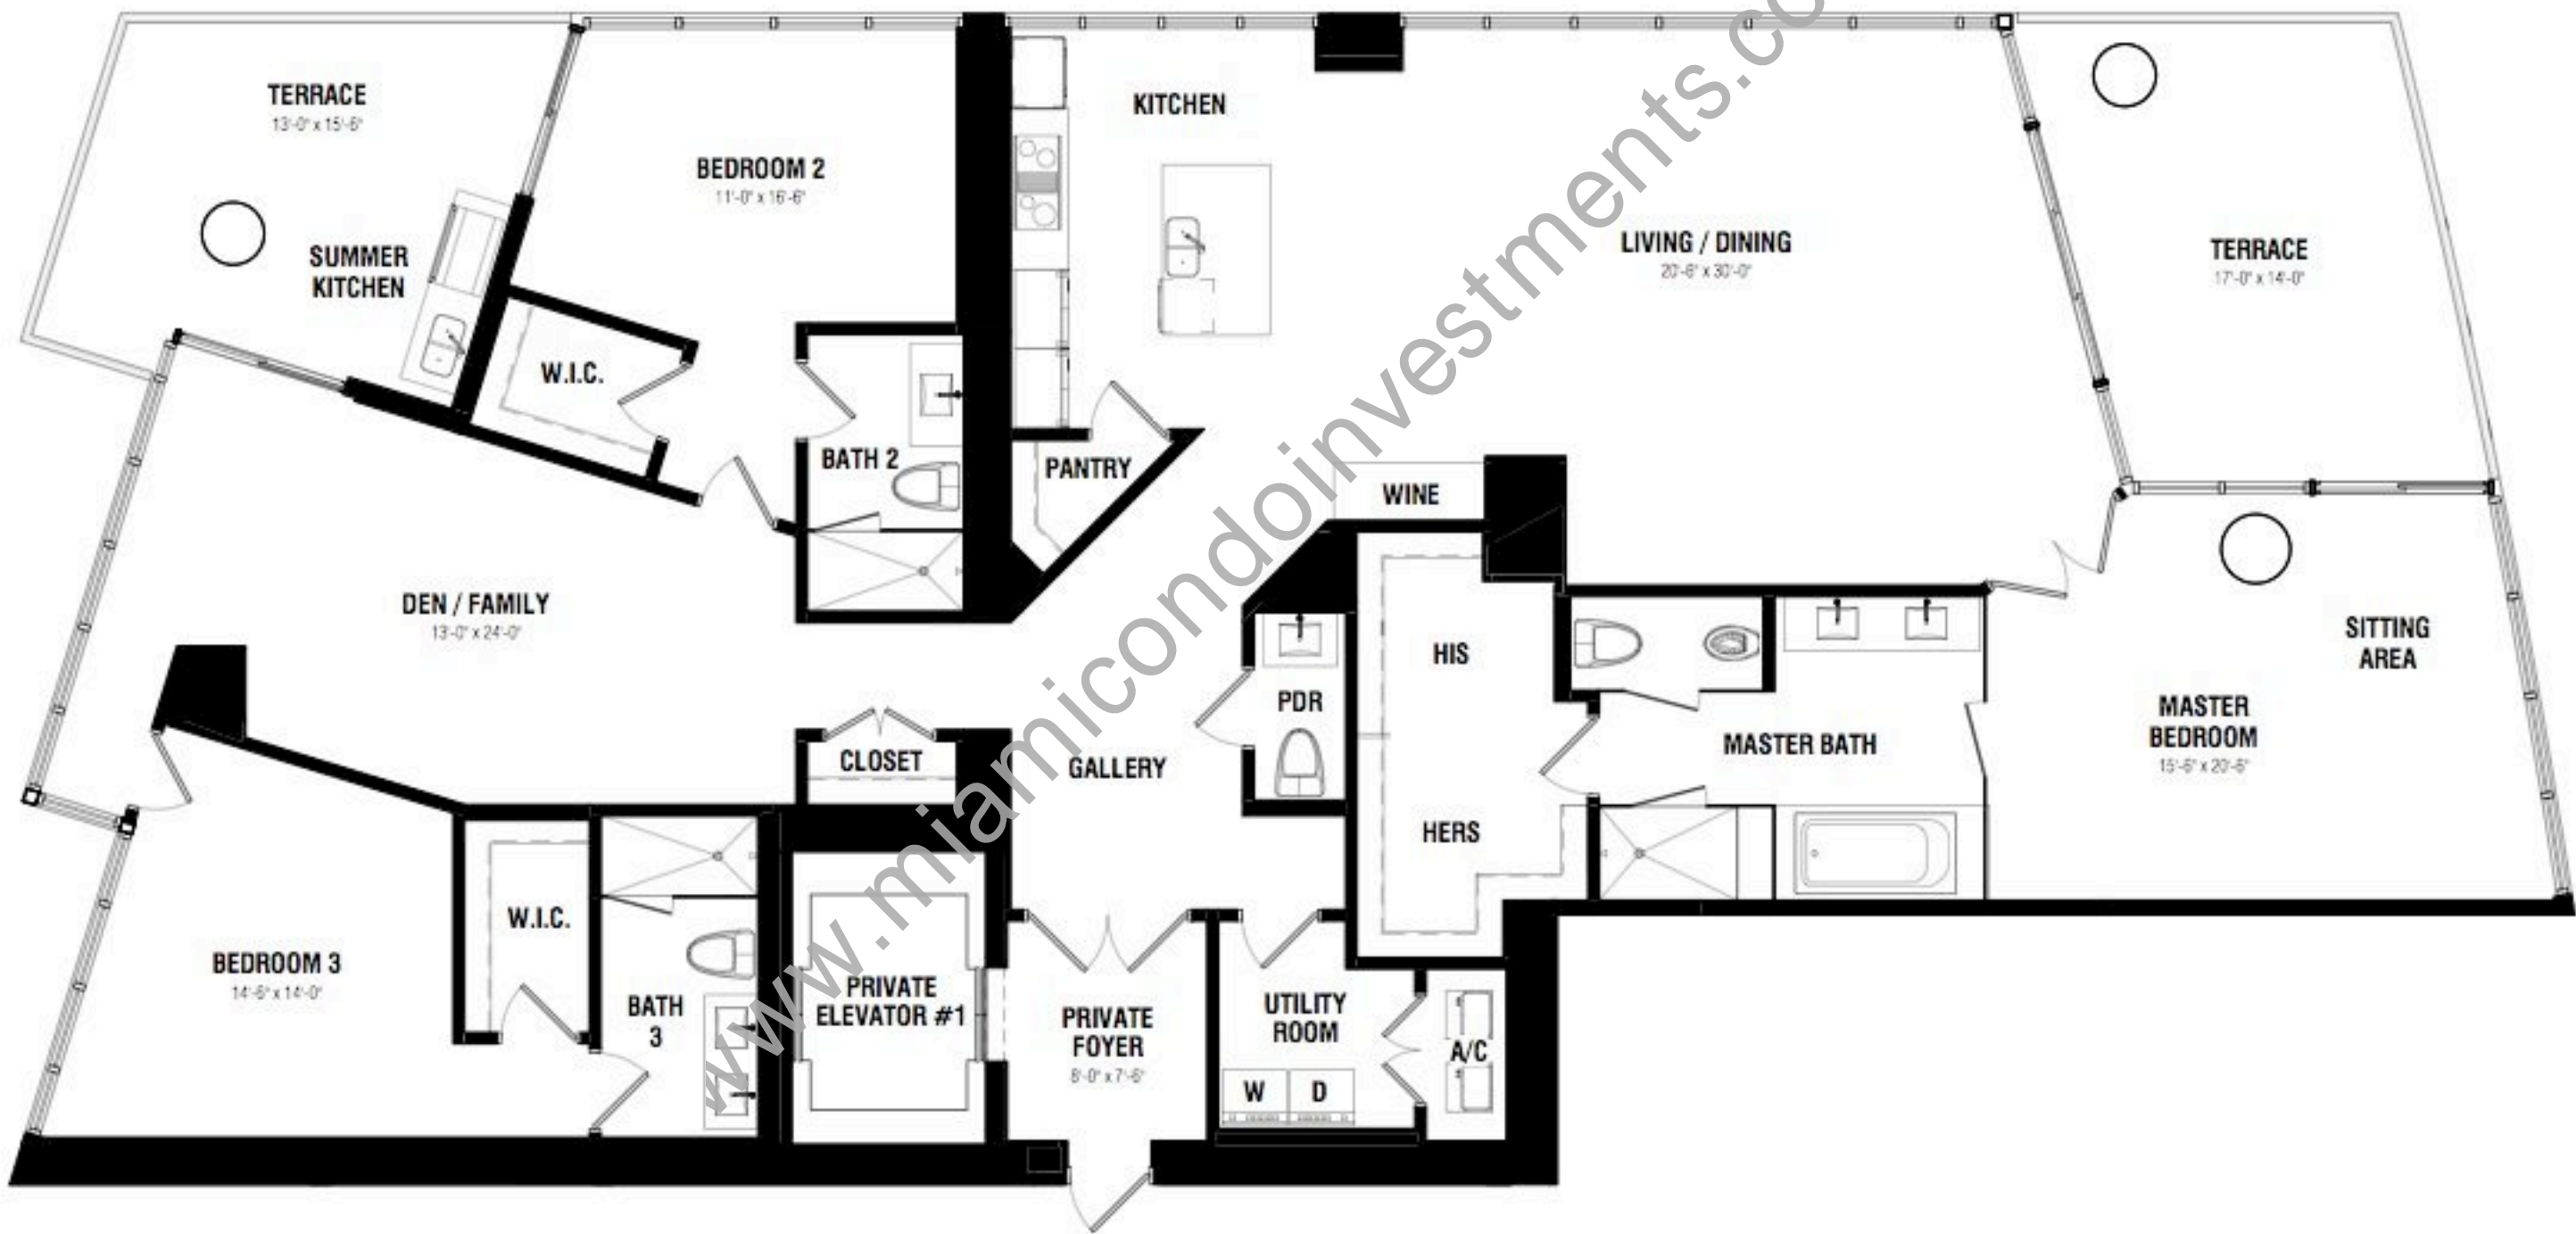 TERRACE
13'-0" x 15'-6"
SUMMER
KITCHEN
BEDROOM 2
11'-0" x 16'-6"
W.I.C.
BATH 2
KITCHEN
PANTRY
LIVING / DINING
20'-6" x 30'-0"
WINE
TERRACE
17'-0" x 14'-0"
DEN / FAMILY
13'-0" x 24'-0"
CLOSET
GALLERY
PDR
HIS
HERS
MASTER BATH
SITTING
AREA
MASTER
BEDROOM
15'-6" x 20'-6"
BEDROOM 3
14'-6" x 14'-0"
W.I.C.
BATH
3
PRIVATE
ELEVATOR #1
PRIVATE
FOYER
8'-0" x 7'-6"
UTILITY
ROOM
W
D
A/C
www.miamicondoinvestments.co